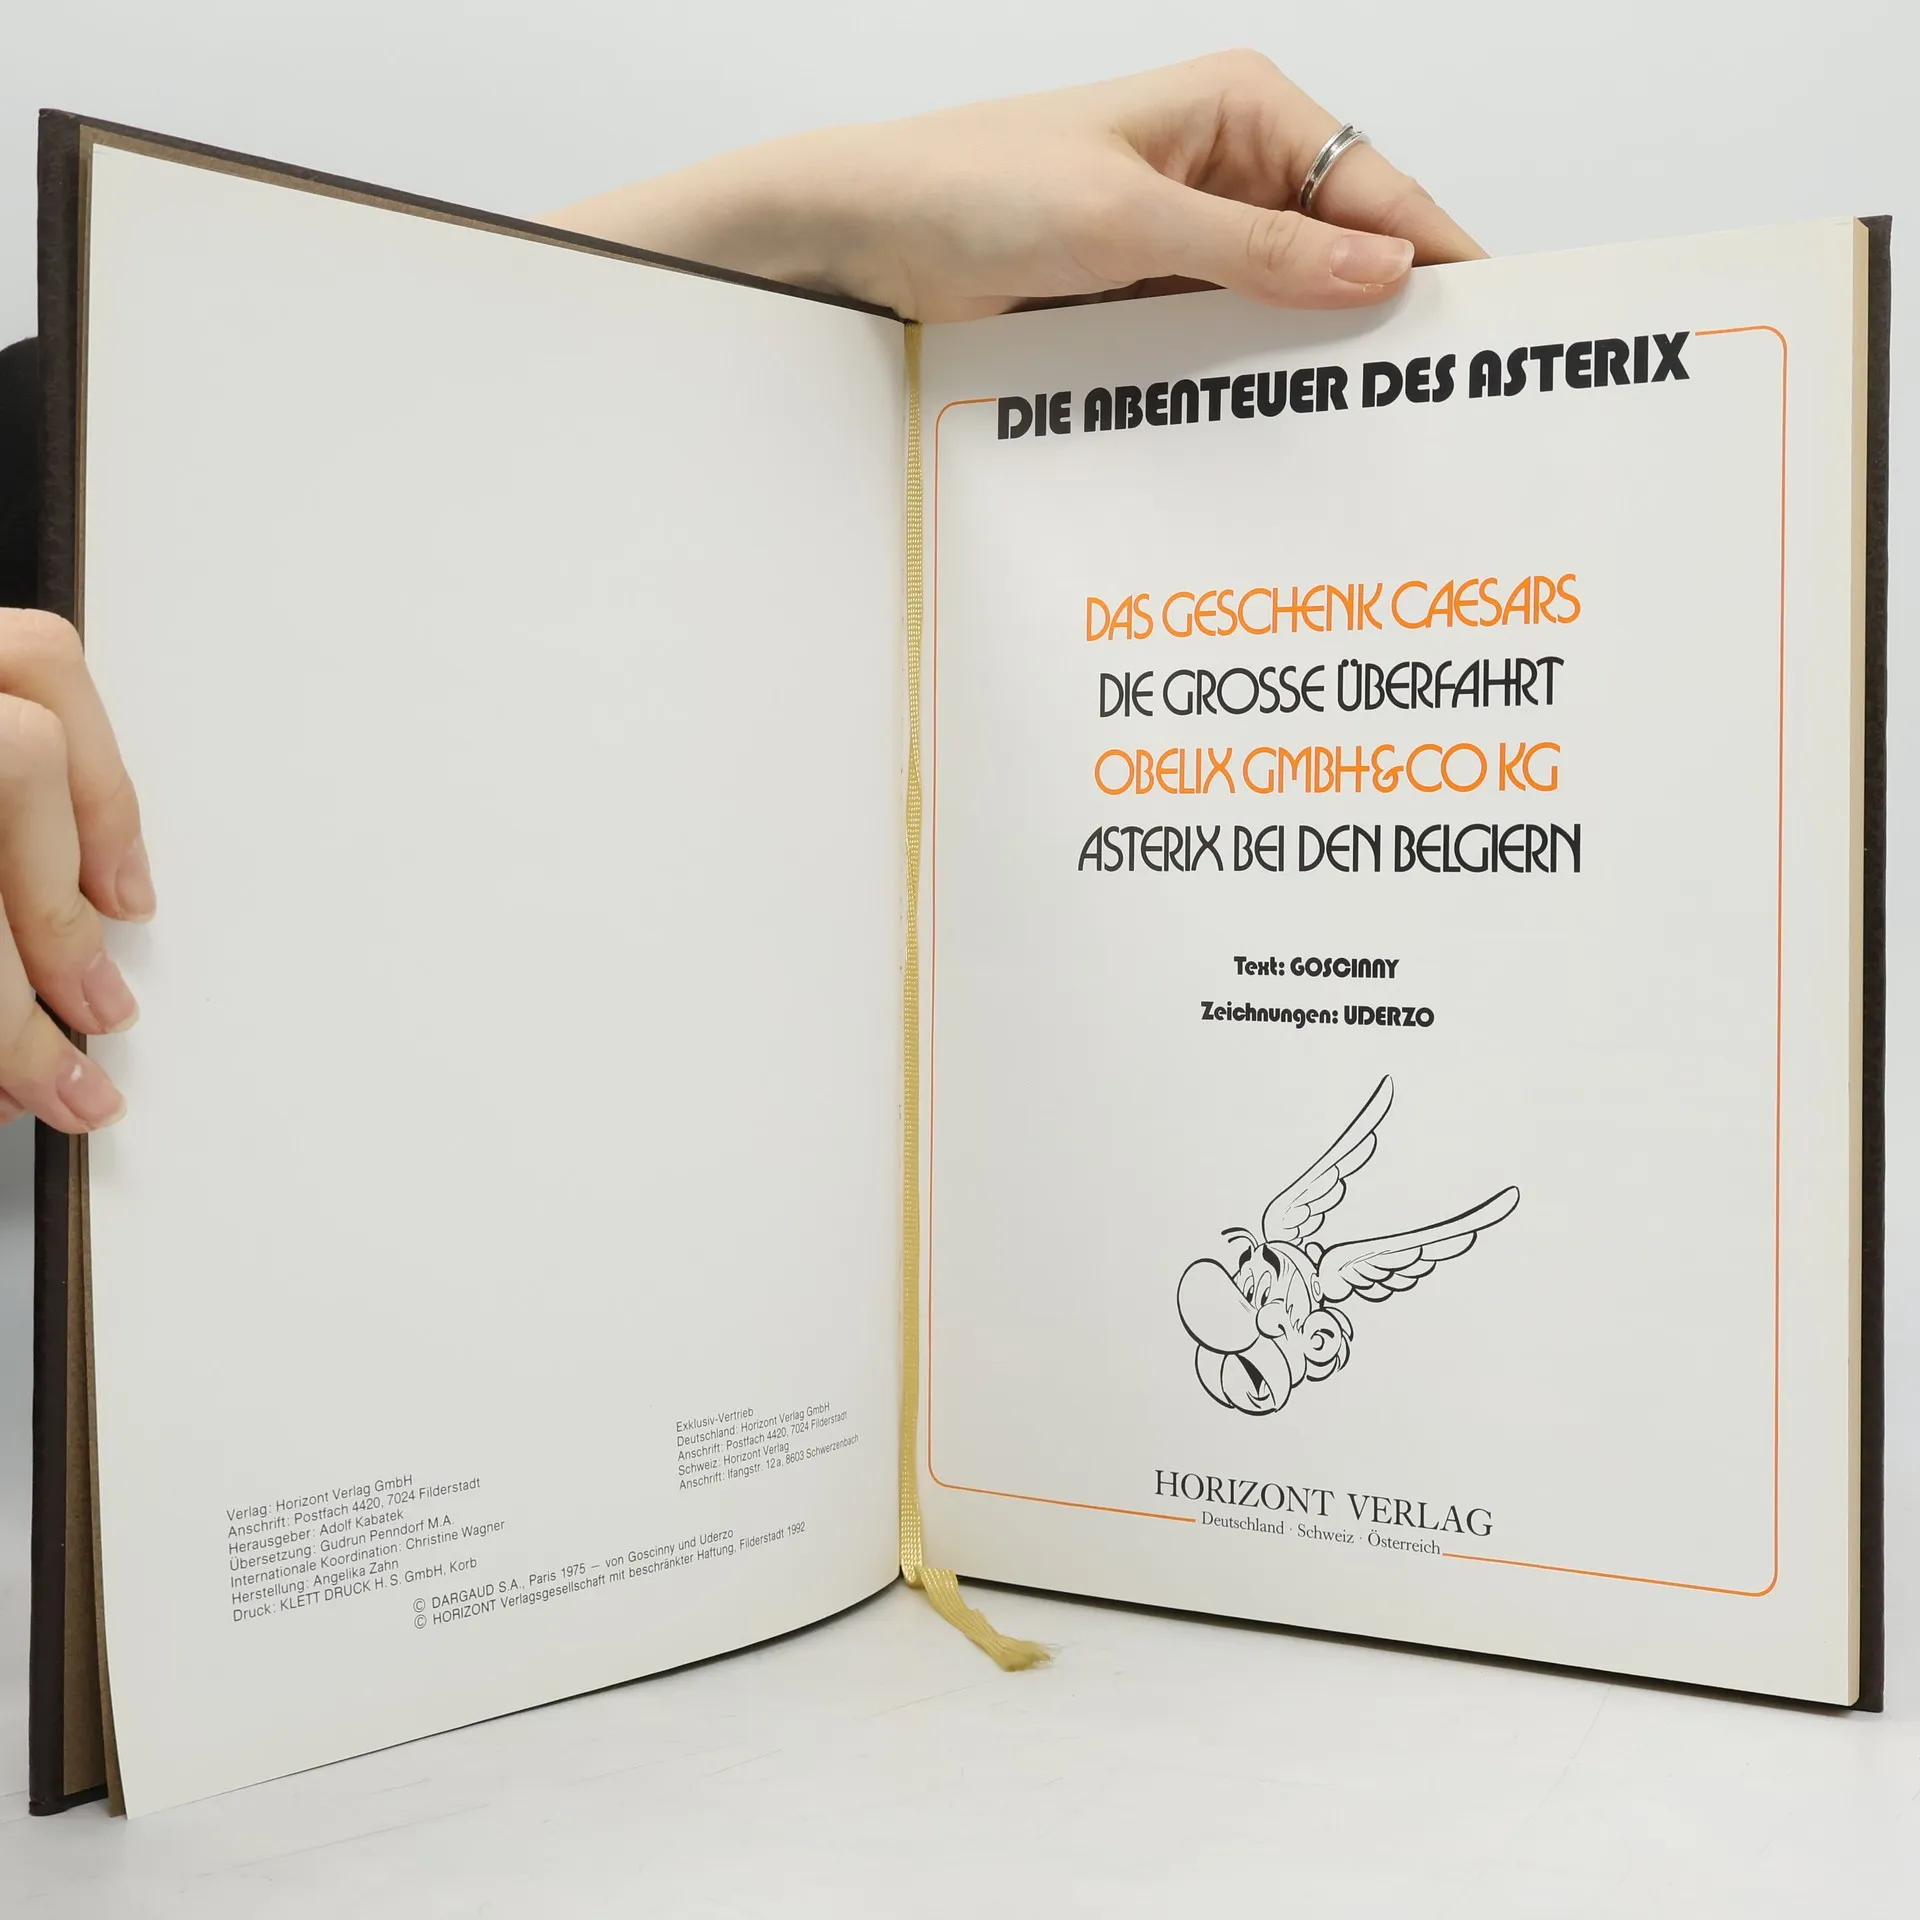 Verlag: Horizont Verlag GmbH
Anschrift: Postfach 4420, 7024 Filderstadt
Herausgeber: Adolf Kabatek
Übersetzung: Gudrun Penndorf M.A.
Internationale Koordination: Christine Wagner
Herstellung: Angelika Zahn
Druck: KLETT DRUCK H. S. GmbH, Korb
Exklusiv-Vertrieb
Deutschland: Horizont Verlag GmbH
Anschrift: Postfach 4420, 7024 Filderstadt
Schweiz: Horizont Verlag
Anschrift: Ifangstr. 12a, 8603 Schwerzenbach
© DARGAUD S.A., Paris 1975 — von Goscinny und Uderzo
© HORIZONT Verlagsgesellschaft mit beschränkter Haftung, Filderstadt 1992
DIE ABENTEUER DES ASTERIX
DAS GESCHENK CAESARS
DIE GROSSE ÜBERFAHRT
OBELIX GMBH & CO KG
ASTERIX BEI DEN BELGIERN
Text: GOSCINNY
Zeichnungen: UDERZO
HORIZONT VERLAG
Deutschland · Schweiz · Österreich